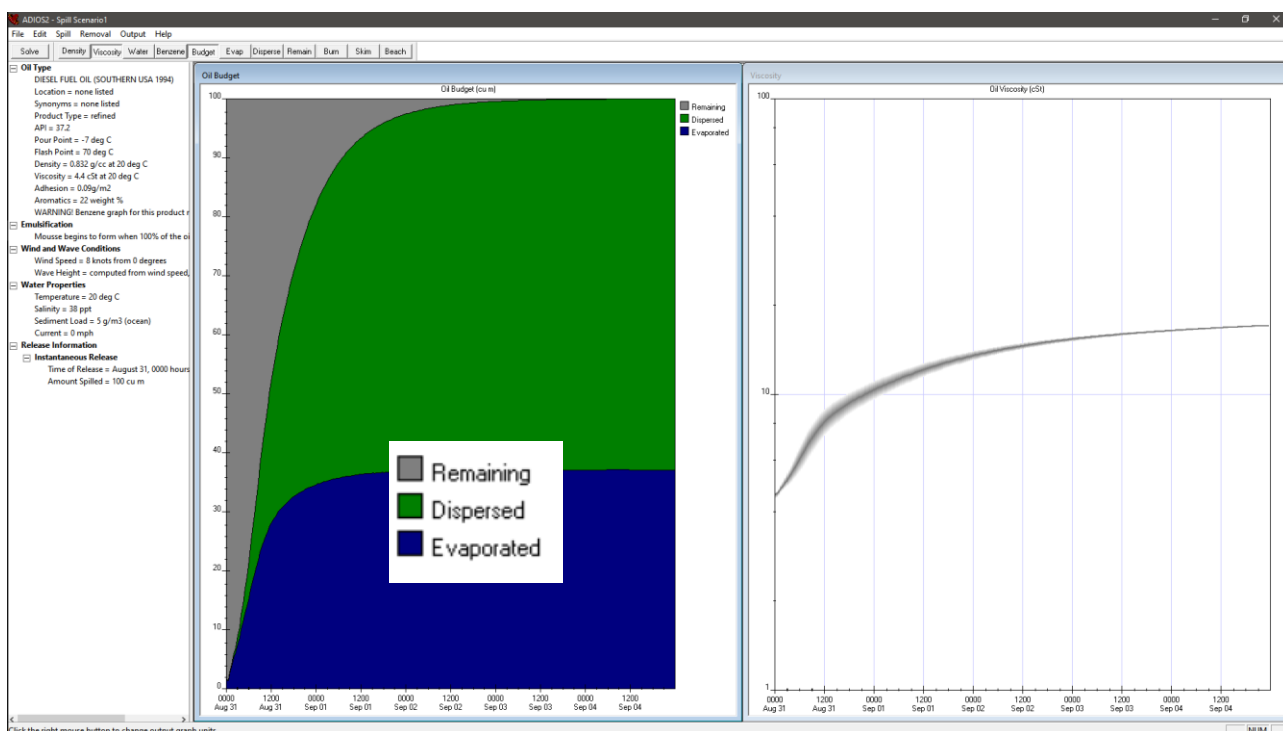 ADIOS2 - Spill Scenario1
File Edit Spill Removal Output Help
Solve Density Viscosity Water Benzene Budget Evap Disperse Remain Burn Skim Beach
Oil Type
DIESEL FUEL OIL (SOUTHERN USA 1994)
Location = none listed
Synonyms = none listed
Product Type = refined
API = 37.2
Pour Point = -7 deg C
Flash Point = 70 deg C
Density = 0.832 g/cc at 20 deg C
Viscosity = 4.4 cSt at 20 deg C
Adhesion = 0.09g/m2
Aromatics = 22 weight %
WARNING! Benzene graph for this product r
Emulsification
Mousse begins to form when 100% of the oi
Wind and Wave Conditions
Wind Speed = 8 knots from 0 degrees
Wave Height = computed from wind speed,
Water Properties
Temperature = 20 deg C
Salinity = 38 ppt
Sediment Load = 5 g/m3 (ocean)
Current = 0 mph
Release Information
Instantaneous Release
Time of Release = August 31, 0000 hours
Amount Spilled = 100 cu m
Oil Budget
Oil Budget (cu m)
100
90
80
70
60
50
40
30
20
10
0
Remaining
Dispersed
Evaporated
Remaining
Dispersed
Evaporated
0000 1200 0000 1200 0000 1200 0000 1200 0000 1200
Aug 31 Aug 31 Sep 01 Sep 01 Sep 02 Sep 02 Sep 03 Sep 03 Sep 04 Sep 04
Viscosity
Oil Viscosity (cSt)
100
10
1
0000 1200 0000 1200 0000 1200 0000 1200 0000 1200
Aug 31 Aug 31 Sep 01 Sep 01 Sep 02 Sep 02 Sep 03 Sep 03 Sep 04 Sep 04
Click the right mouse button to change output graph units
NUM